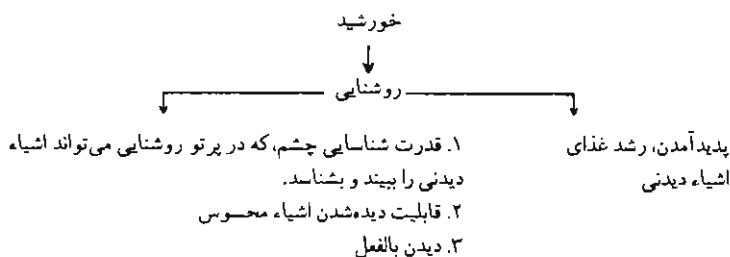 خورشید
روشنایی
پدیدآمدن، رشد غذای
اشیاء دیدنی
۱. قدرت شناسایی چشم، که در پرتو روشنایی می‌تواند اشیاء
دیدنی را ببیند و بشناسد.
۲. قابلیت دیده‌شدن اشیاء محسوس
۳. دیدن بالفعل